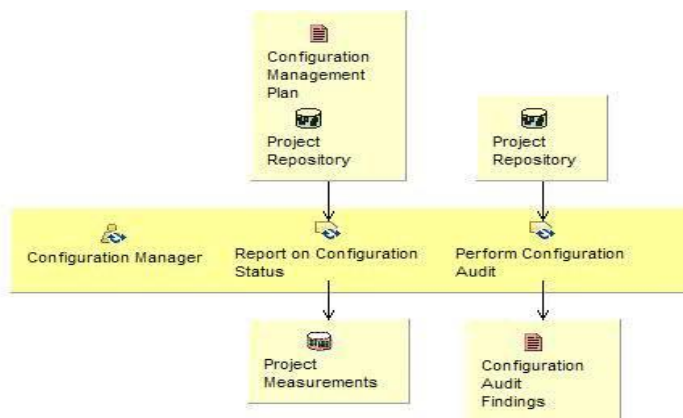 Configuration
Management
Plan
Project
Repository
Project
Repository
Configuration Manager
Report on Configuration
Status
Perform Configuration
Audit
Project
Measurements
Configuration
Audit
Findings